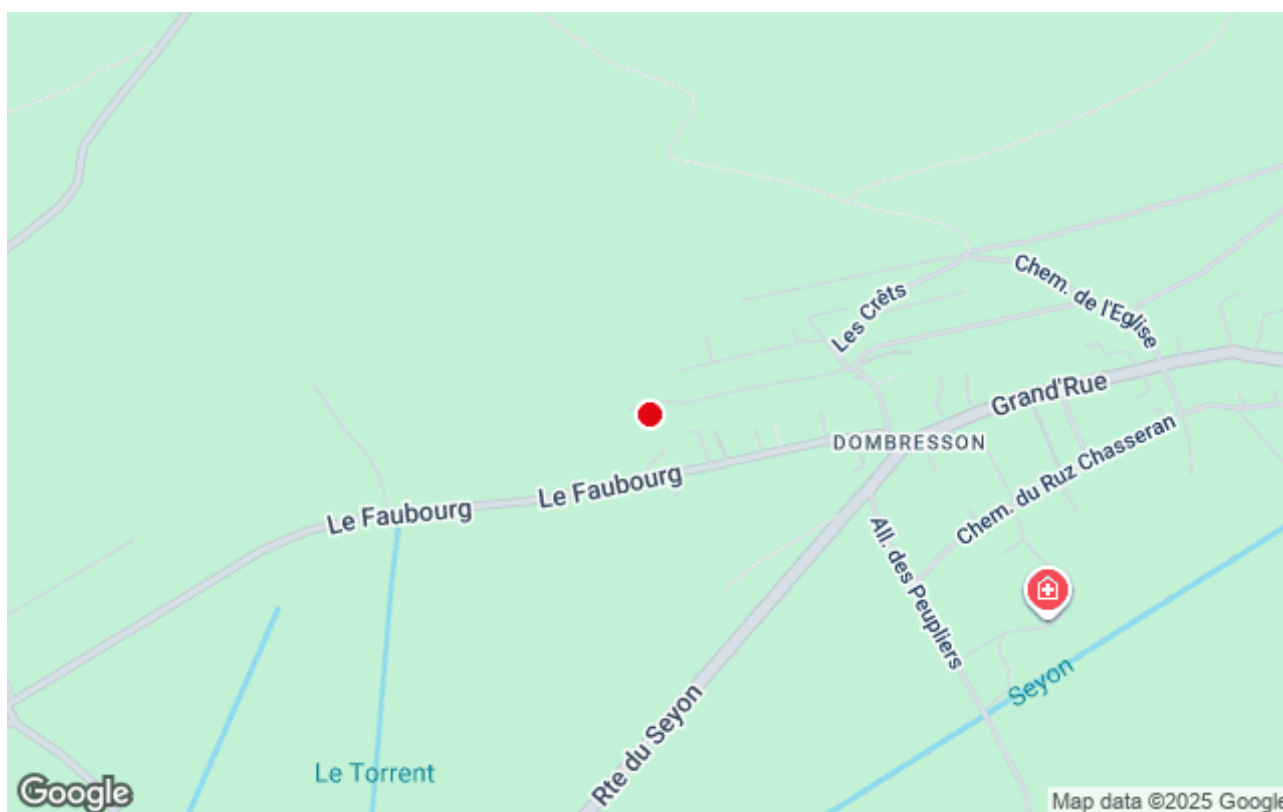 Chem. de l'Eglise
Les Crêts
Grand'Rue
DOMBRESSON
Chem. du Ruz Chasseran
Le Faubourg
Le Faubourg
All. des Peupliers
Seyon
Rte du Seyon
Le Torrent
Google
Map data ©2025 Google